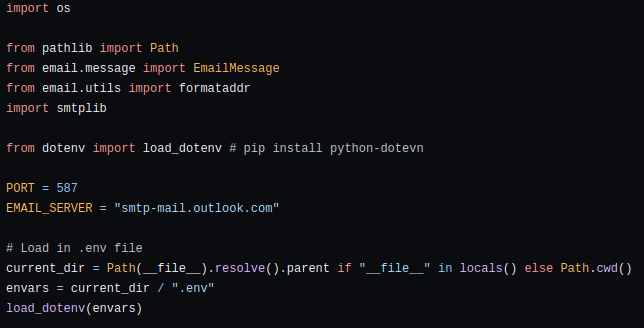 import os
from pathlib import Path
from email.message import EmailMessage
from email.utils import formataddr
import smtplib
from dotenv import load_dotenv # pip install python-dotevn
PORT = 587
EMAIL_SERVER = "smtp-mail.outlook.com"
# Load in .env file
current_dir = Path(__file__).resolve().parent if "__file__" in locals() else Path.cwd()
envars = current_dir / ".env"
load_dotenv(envars)